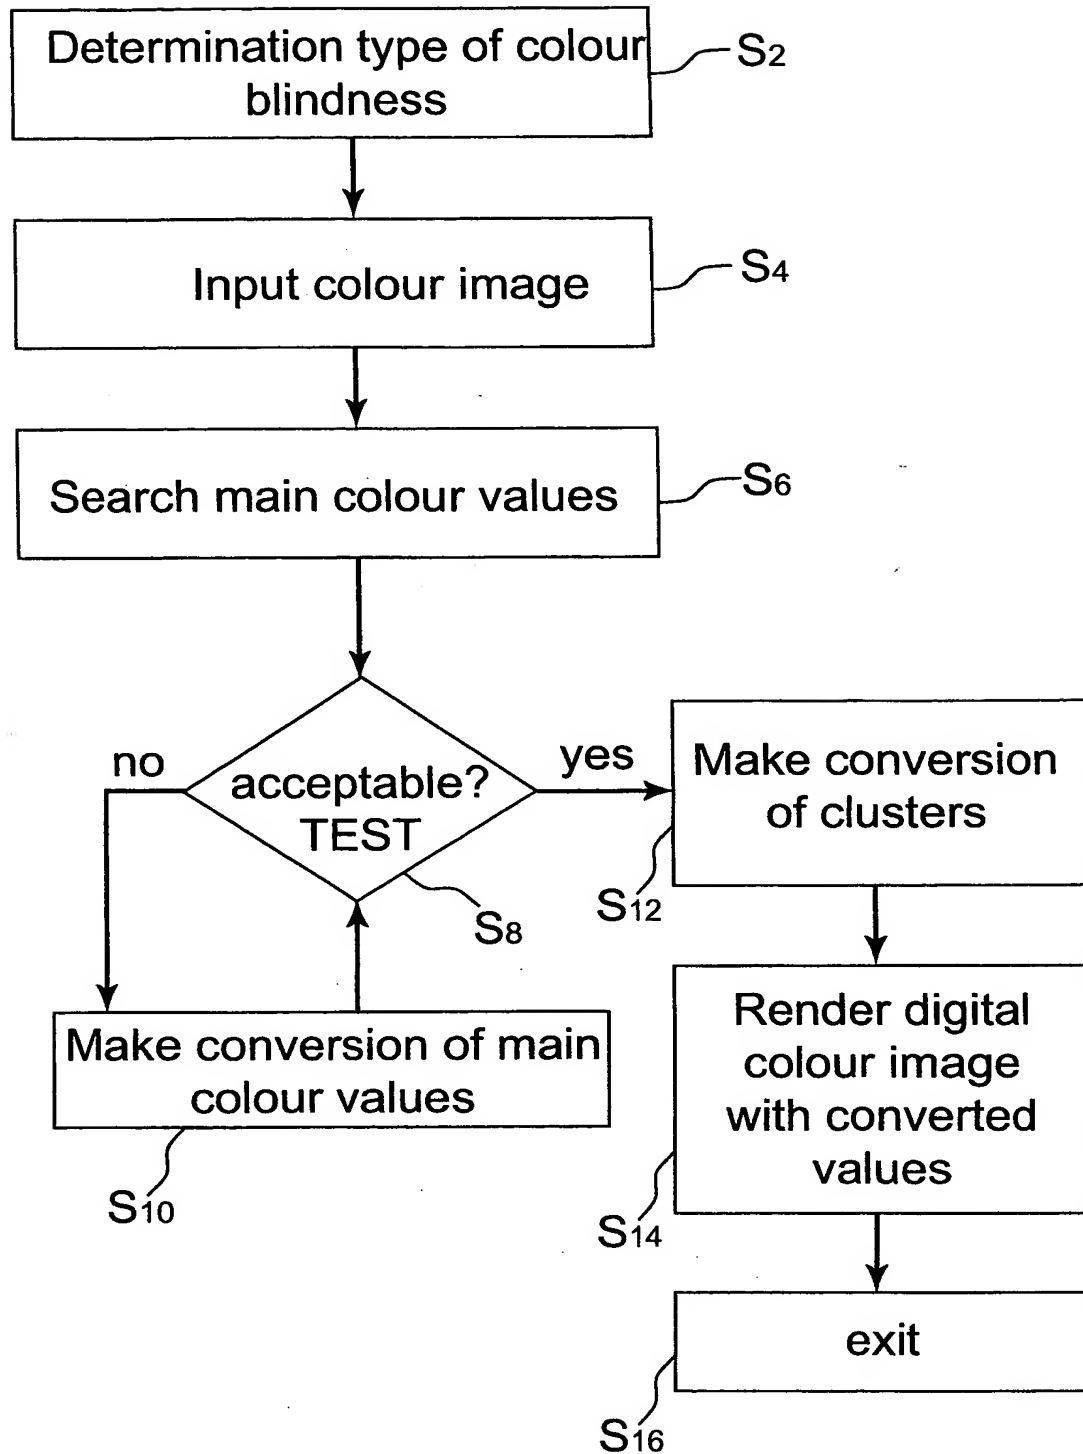 Determination type of colour
blindness
S2
Input colour image
S4
Search main colour values
S6
no
acceptable?
TEST
yes
S8
Make conversion
of clusters
S12
Make conversion of main
colour values
S10
Render digital
colour image
with converted
values
S14
exit
S16